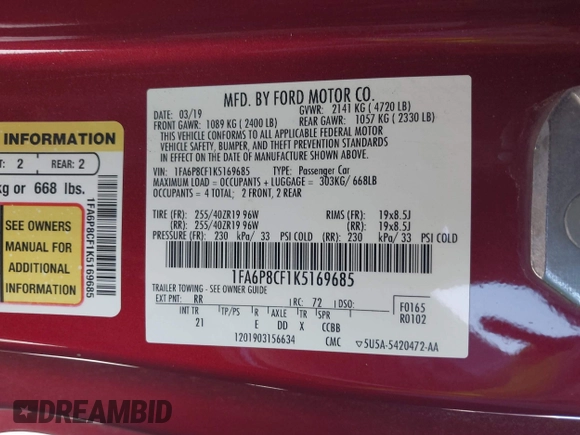 MFD. BY FORD MOTOR CO.
DATE: 03/19 GVWR: 2141 KG ( 4720 LB)
FRONT GAWR: 1089 KG ( 2400 LB) REAR GAWR: 1057 KG ( 2330 LB)
THIS VEHICLE CONFORMS TO ALL APPLICABLE FEDERAL MOTOR
VEHICLE SAFETY, BUMPER, AND THEFT PREVENTION STANDARDS
IN EFFECT ON THE DATE OF MANUFACTURE SHOWN ABOVE.
VIN: 1FA6P8CF1K5169685 TYPE: Passenger Car
MAXIMUM LOAD = OCCUPANTS + LUGGAGE = 303KG/ 668LB
OCCUPANTS = 4 TOTAL; 2 FRONT, 2 REAR
TIRE (FR): 255/40ZR19 96W RIMS (FR): 19x8.5J
(RR): 255/40ZR19 96W (RR): 19x8.5J
PRESSURE (FR): 230 kPa/ 33 PSI COLD (RR): 230 kPa/ 33 PSI COLD
1FA6P8CF1K5169685
TRAILER TOWING - SEE OWNER GUIDE
EXT PNT: RR RC: 72 DSO: F0165
INT TR TP/PS R AXLE TR SPR R0102
21 E DD X CCBB
1201903156634 CMC 5U5A-5420472-AA
INFORMATION
: 2 REAR: 2
kg or 668 lbs.
SEE OWNERS
MANUAL FOR
ADDITIONAL
INFORMATION
1FA6P8CF1K5169685
DREAMBID